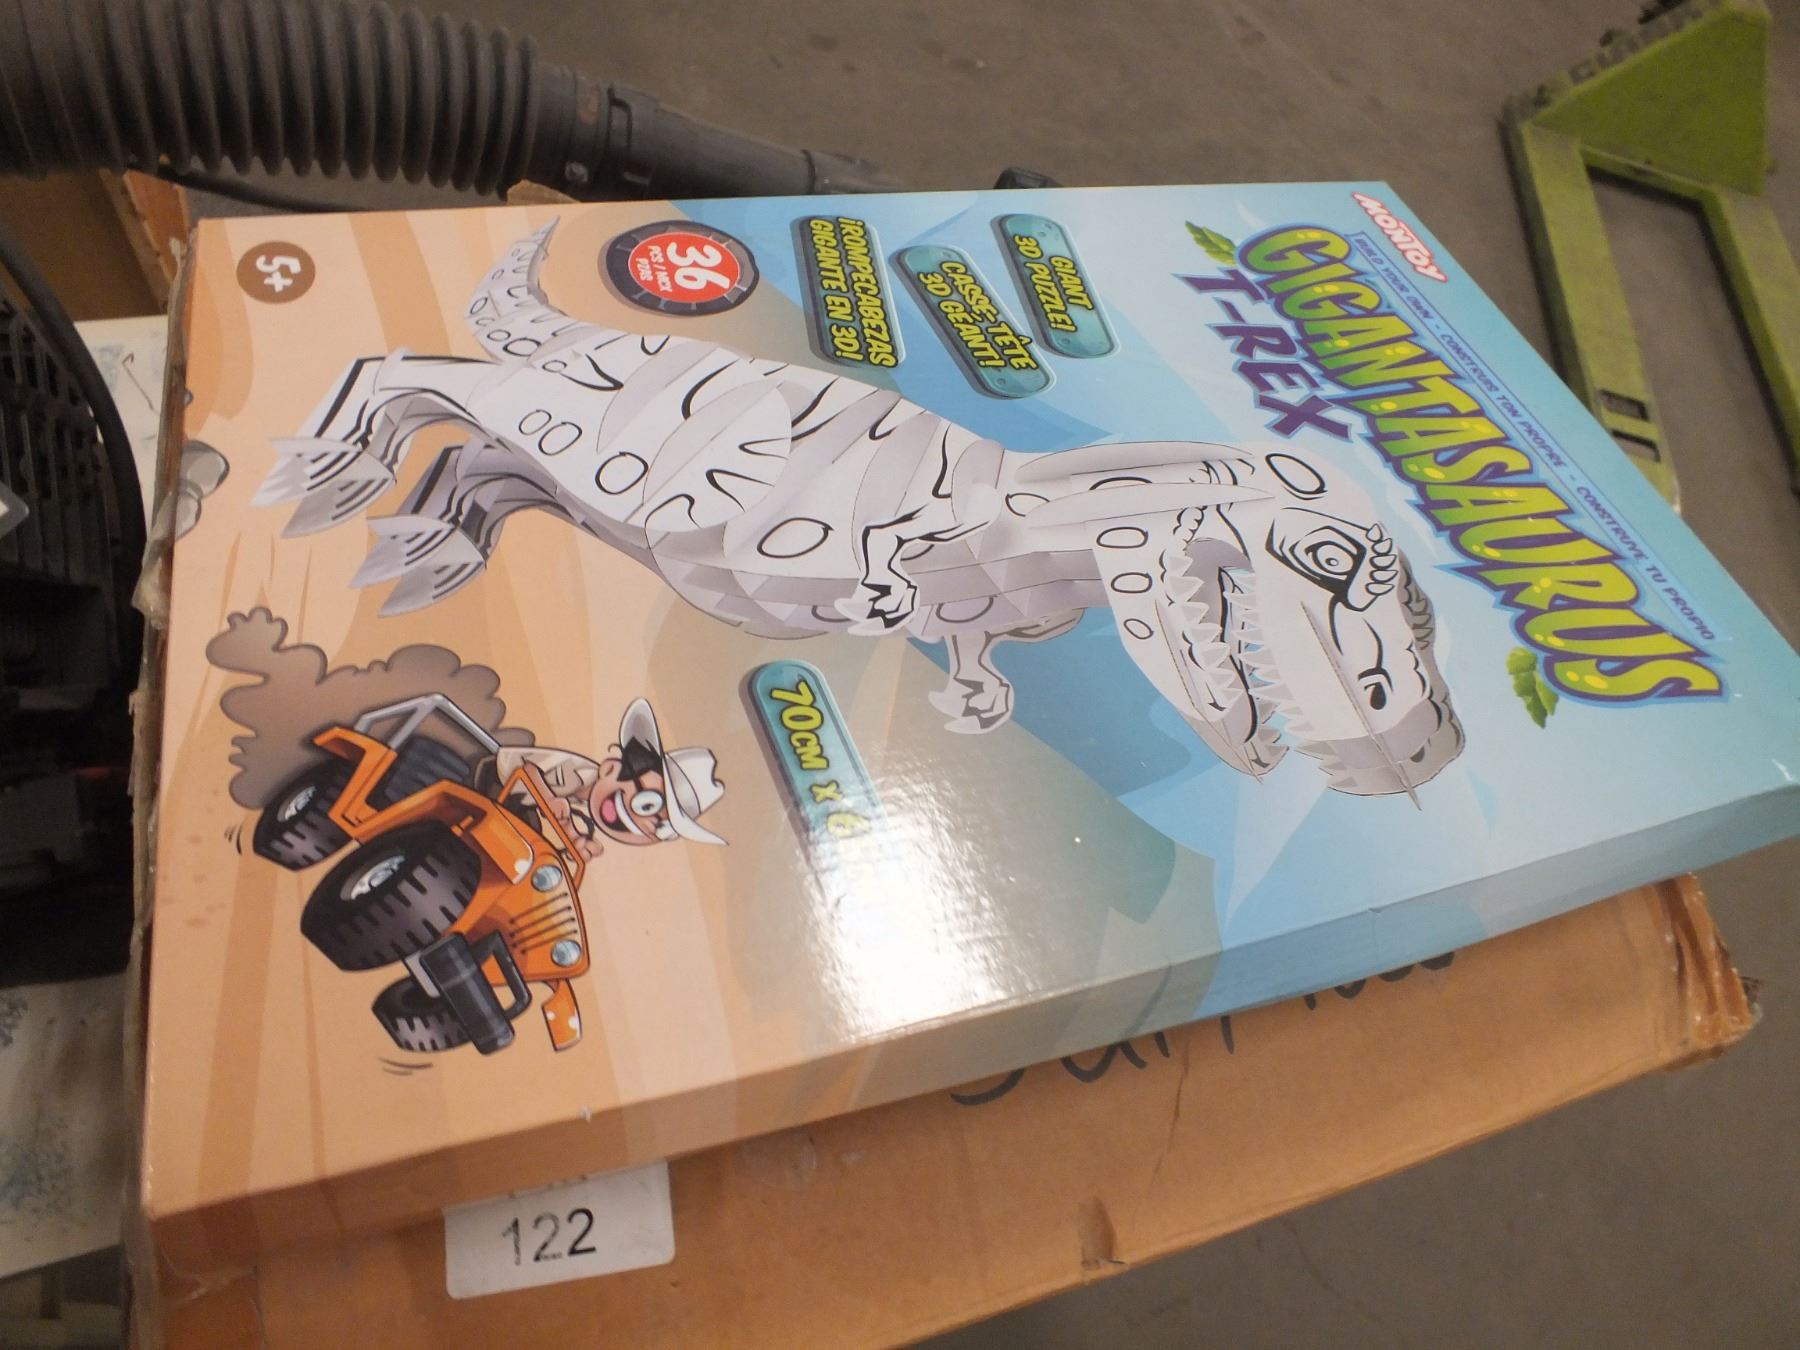 MONTOY
BUILD YOUR OWN - CONSTRUIS TON PROPRE - CONSTRUYE TU PROPIO
GIGANTASAURUS
T-REX
GIANT
3D PUZZLE!
CASSE-TÊTE
3D GÉANT!
¡ROMPECABEZAS
GIGANTE EN 3D!
36
PCS / MCX
PZAS
5+
70CM X
122